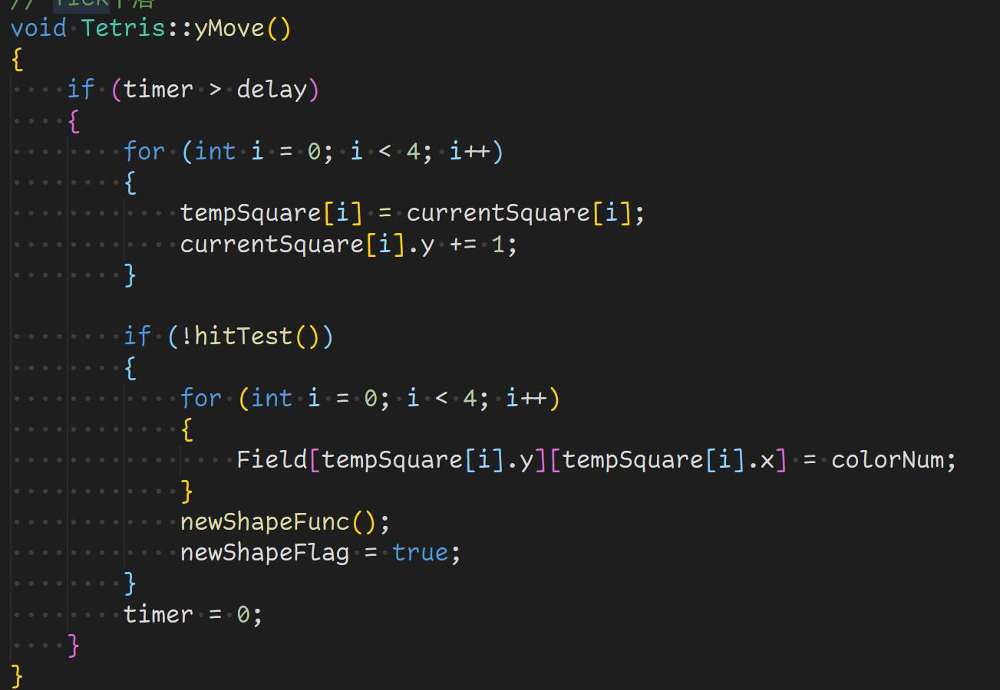 // Tick下落
void Tetris::yMove()
{
    if (timer > delay)
    {
        for (int i = 0; i < 4; i++)
        {
            tempSquare[i] = currentSquare[i];
            currentSquare[i].y += 1;
        }

        if (!hitTest())
        {
            for (int i = 0; i < 4; i++)
            {
                Field[tempSquare[i].y][tempSquare[i].x] = colorNum;
            }
            newShapeFunc();
            newShapeFlag = true;
        }
        timer = 0;
    }
}